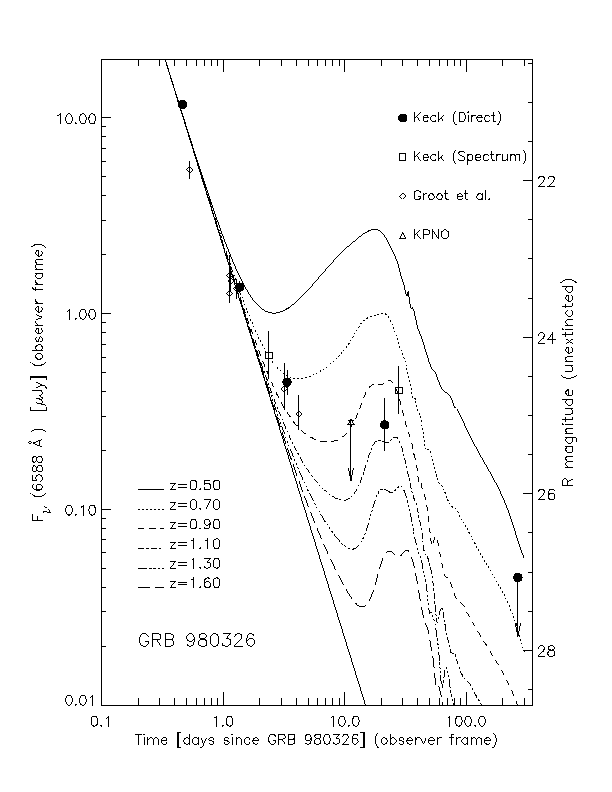 Keck (Direct)
Keck (Spectrum)
Groot et al.
KPNO
10.00
1.00
0.10
0.01
F_ν (6588 Å) [μJy] (observer frame)
22
24
26
28
R magnitude (unextincted)
z=0.50
z=0.70
z=0.90
z=1.10
z=1.30
z=1.60
GRB 980326
0.1 1.0 10.0 100.0
Time [days since GRB 980326] (observer frame)